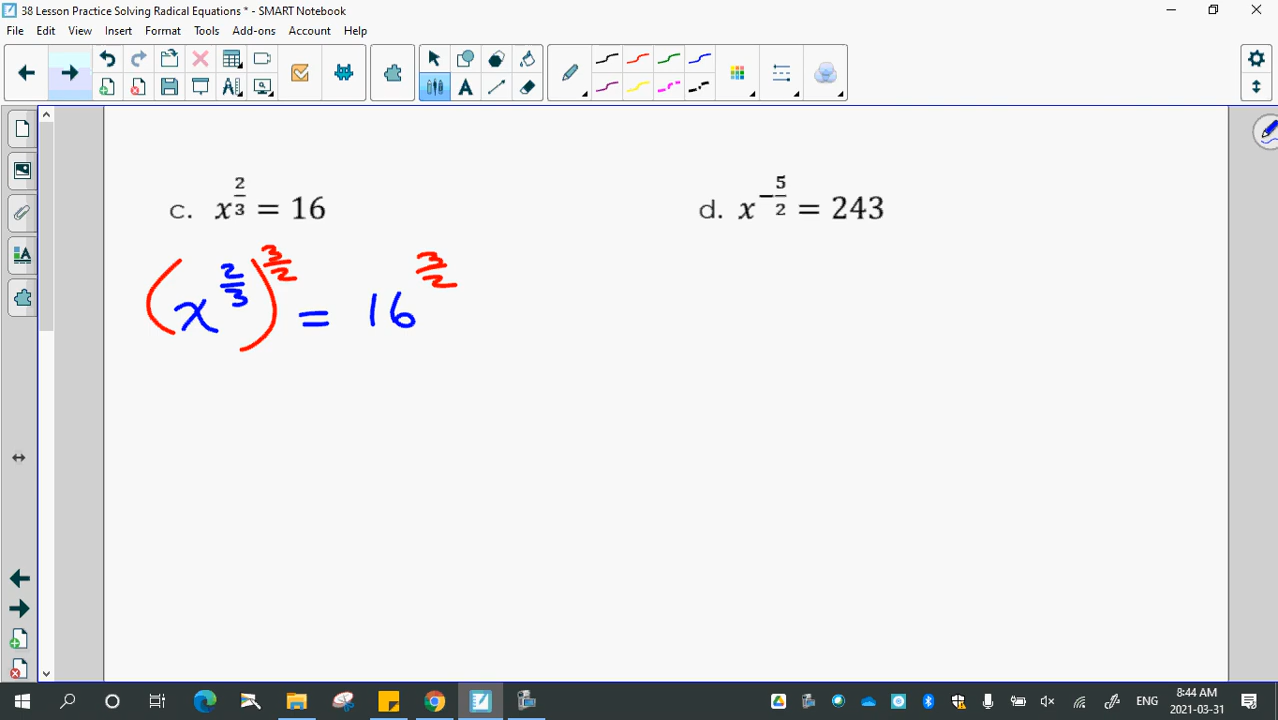 38 Lesson Practice Solving Radical Equations * - SMART Notebook
File Edit View Insert Format Tools Add-ons Account Help
c. x^(2/3) = 16
d. x^(-5/2) = 243
(x^(2/3))^(3/2) = 16^(3/2)
ENG
8:44 AM
2021-03-31